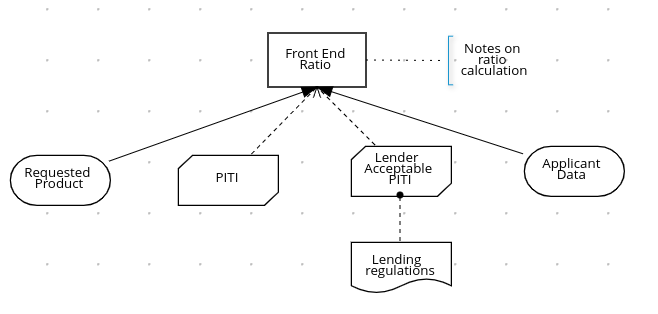 Front End
Ratio
Notes on
ratio
calculation
Requested
Product
PITI
Lender
Acceptable
PITI
Applicant
Data
Lending
regulations